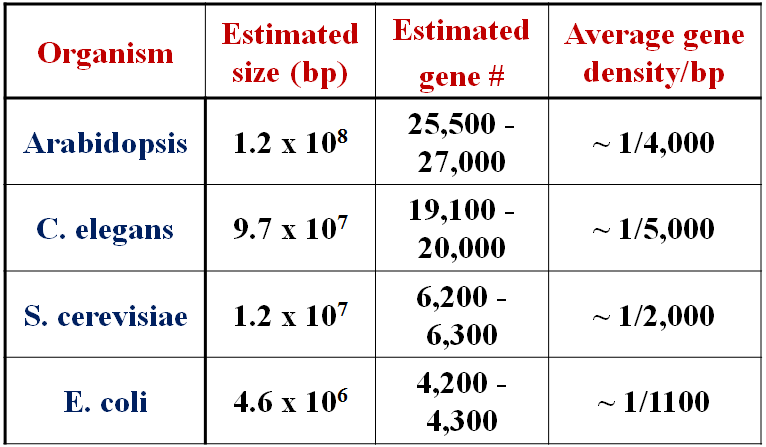 Organism
Estimated
size (bp)
Estimated
gene #
Average gene
density/bp
Arabidopsis
1.2 x 10⁸
25,500 -
27,000
~ 1/4,000
C. elegans
9.7 x 10⁷
19,100 -
20,000
~ 1/5,000
S. cerevisiae
1.2 x 10⁷
6,200 -
6,300
~ 1/2,000
E. coli
4.6 x 10⁶
4,200 -
4,300
~ 1/1100